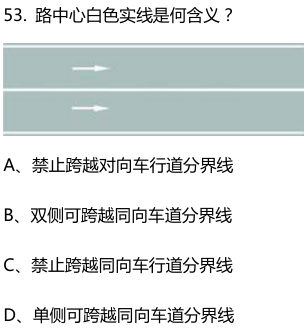 53. 路中心白色实线是何含义？
A、禁止跨越对向车行道分界线
B、双侧可跨越同向车道分界线
C、禁止跨越同向车行道分界线
D、单侧可跨越同向车道分界线